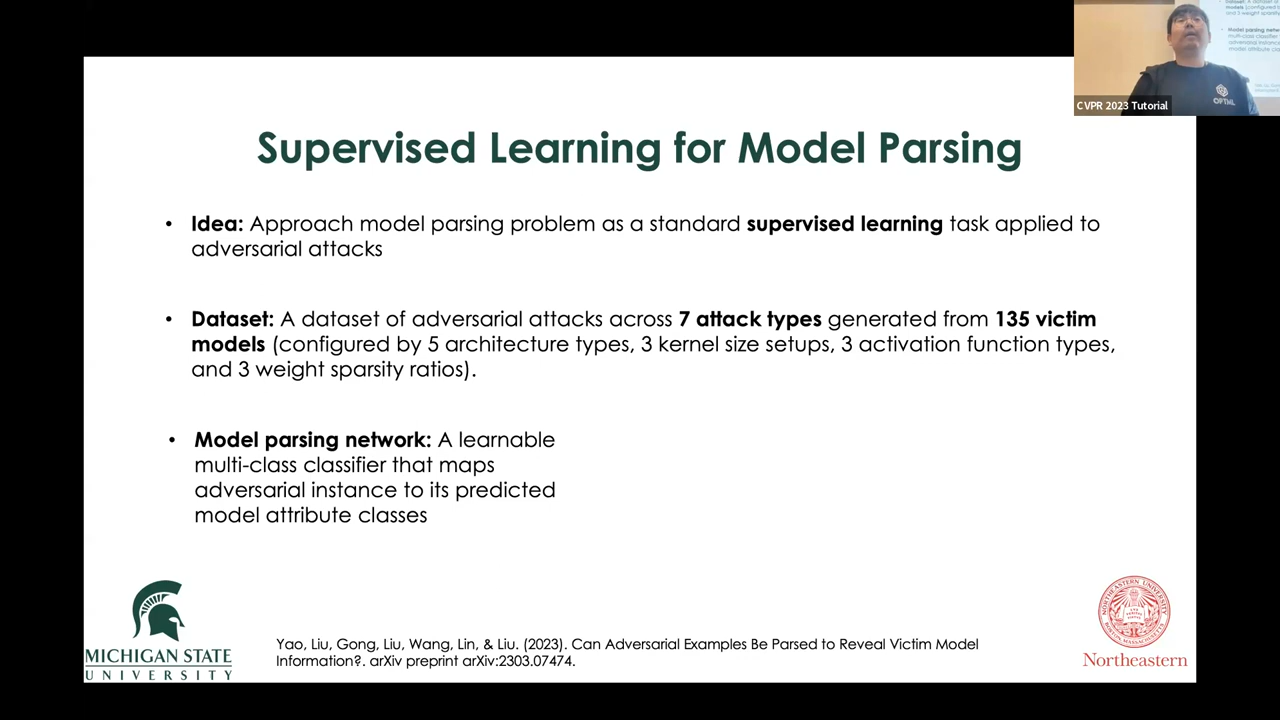 CVPR 2023 Tutorial
OPTML
Supervised Learning for Model Parsing
• Idea: Approach model parsing problem as a standard supervised learning task applied to
adversarial attacks
• Dataset: A dataset of adversarial attacks across 7 attack types generated from 135 victim
models (configured by 5 architecture types, 3 kernel size setups, 3 activation function types,
and 3 weight sparsity ratios).
• Model parsing network: A learnable
multi-class classifier that maps
adversarial instance to its predicted
model attribute classes
MICHIGAN STATE
UNIVERSITY
Yao, Liu, Gong, Liu, Wang, Lin, & Liu. (2023). Can Adversarial Examples Be Parsed to Reveal Victim Model
Information?. arXiv preprint arXiv:2303.07474.
Northeastern